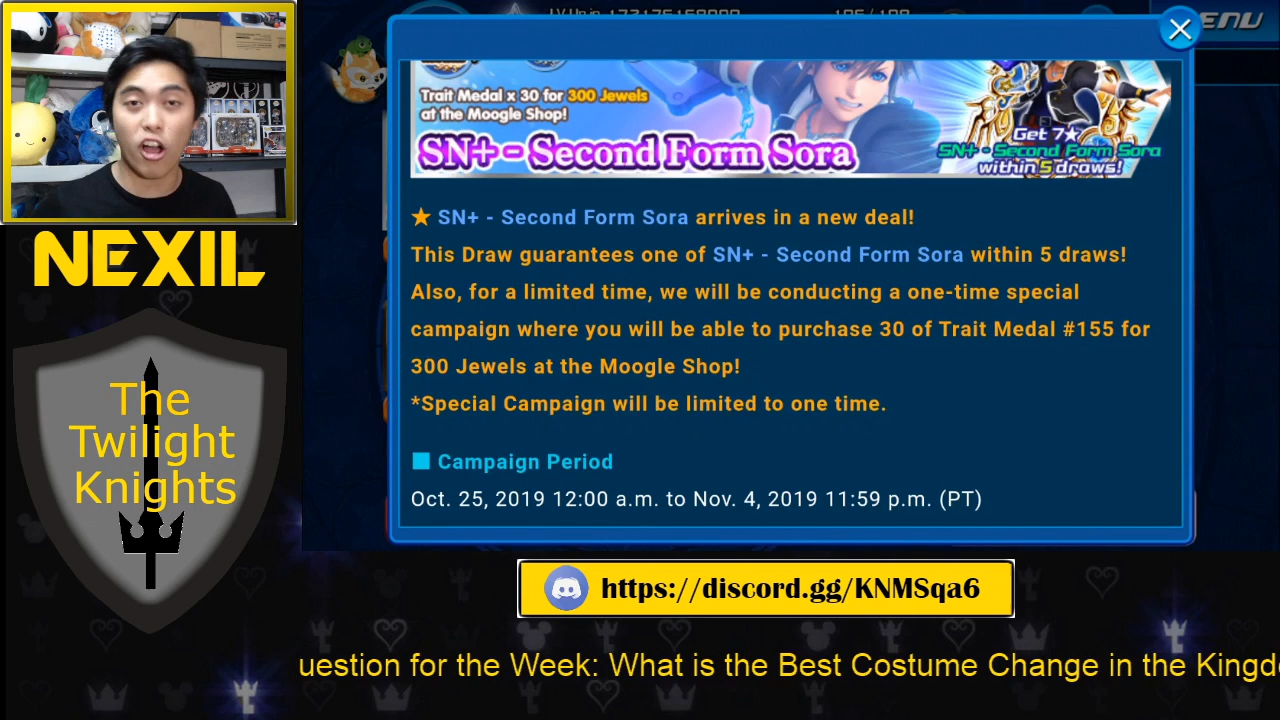 MENU
Trait Medal x 30 for 300 Jewels
at the Moogle Shop!
SN+ - Second Form Sora
Get 7★
SN+ - Second Form Sora
within 5 draws!
★ SN+ - Second Form Sora arrives in a new deal!
This Draw guarantees one of SN+ - Second Form Sora within 5 draws!
Also, for a limited time, we will be conducting a one-time special
campaign where you will be able to purchase 30 of Trait Medal #155 for
300 Jewels at the Moogle Shop!
*Special Campaign will be limited to one time.
■ Campaign Period
Oct. 25, 2019 12:00 a.m. to Nov. 4, 2019 11:59 p.m. (PT)
NEXIL
The
Twilight
Knights
https://discord.gg/KNMSqa6
uestion for the Week: What is the Best Costume Change in the Kingd